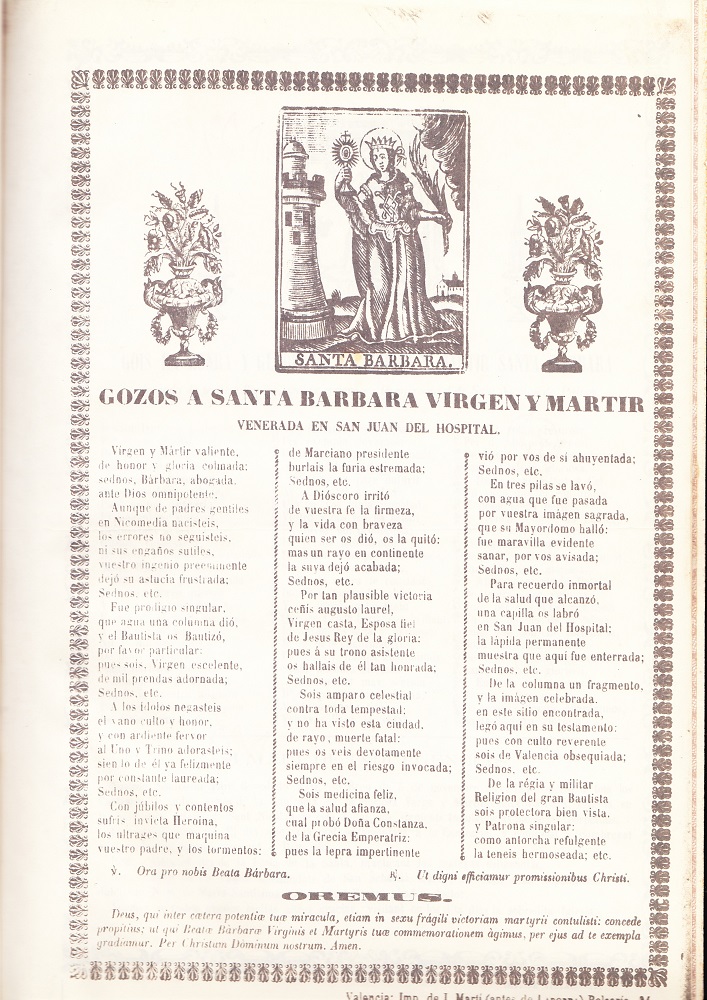 SANTA BARBARA.
GOZOS A SANTA BARBARA VIRGEN Y MARTIR
VENERADA EN SAN JUAN DEL HOSPITAL.
Virgen y Mártir valiente,
de honor y gloria colmada;
sednos, Bárbara, abogada,
ante Dios omnipotente.
Aunque de padres gentiles
en Nicomedia nacisteis,
los errores no seguisteis,
ni sus engaños sutiles,
vuestro ingenio preeminente
dejó su astucia frustrada;
Sednos, etc.
Fue prodigio singular,
que agua una columna dió,
y el Bautista os Bautizó,
por favor particular:
pues sois, Virgen escelente,
de mil prendas adornada;
Sednos, etc.
A los ídolos negasteis
el vano culto y honor,
y con ardiente fervor
al Uno y Trino adorasteis;
siendo de él ya felizmente
por constante laureada;
Sednos, etc.
Con júbilos y contentos
sufris invicta Heroina,
los ultrages que maquina
vuestro padre, y los tormentos:
de Marciano presidente
burlais la furia estremada;
Sednos, etc.
A Dióscoro irritó
de vuestra fe la firmeza,
y la vida con braveza
quien ser os dió, os la quitó:
mas un rayo en continente
la suya dejó acabada;
Sednos, etc.
Por tan plausible victoria
ceñis augusto laurel,
Virgen casta, Esposa fiel
de Jesus Rey de la gloria:
pues á su trono asistente
os hallais de él tan honrada;
Sednos, etc.
Sois amparo celestial
contra toda tempestad;
y no ha visto esta ciudad,
de rayo, muerte fatal:
pues os veis devotamente
siempre en el riesgo invocada;
Sednos, etc.
Sois medicina feliz,
que la salud afianza,
cual probó Doña Constanza,
de la Grecia Emperatriz:
pues la lepra impertinente
vió por vos de si ahuyentada;
Sednos, etc.
En tres pilas se lavó,
con agua que fue pasada
por vuestra imágen sagrada,
que su Mayordomo halló:
fue maravilla evidente
sanar, por vos avisada;
Sednos, etc.
Para recuerdo inmortal
de la salud que alcanzó,
una capilla os labró
en San Juan del Hospital;
la lápida permanente
muestra que aqui fue enterrada;
Sednos, etc.
De la columna un fragmento,
y la imágen celebrada,
en este sitio encontrada,
legó aqui en su testamento:
pues con culto reverente
sois de Valencia obsequiada;
Sednos, etc.
De la régia y militar
Religion del gran Bautista
sois protectora bien vista,
y Patrona singular:
como antorcha refulgente
la teneis hermoseada; etc.
℣. Ora pro nobis Beata Bárbara. ℟. Ut digni efficiamur promissionibus Christi.
OREMUS.
Deus, qui inter cætera potentiæ tuæ miracula, etiam in sexu frágili victoriam martyrii contulisti: concede
propitius; ut qui Beatæ Bárbaræ Virginis et Martyris tuæ commemorationem ágimus, per ejus ad te exempla
gradiamur. Per Christum Dóminum nostrum. Amen.
Valencia: Imp. de J. Martí (antes de